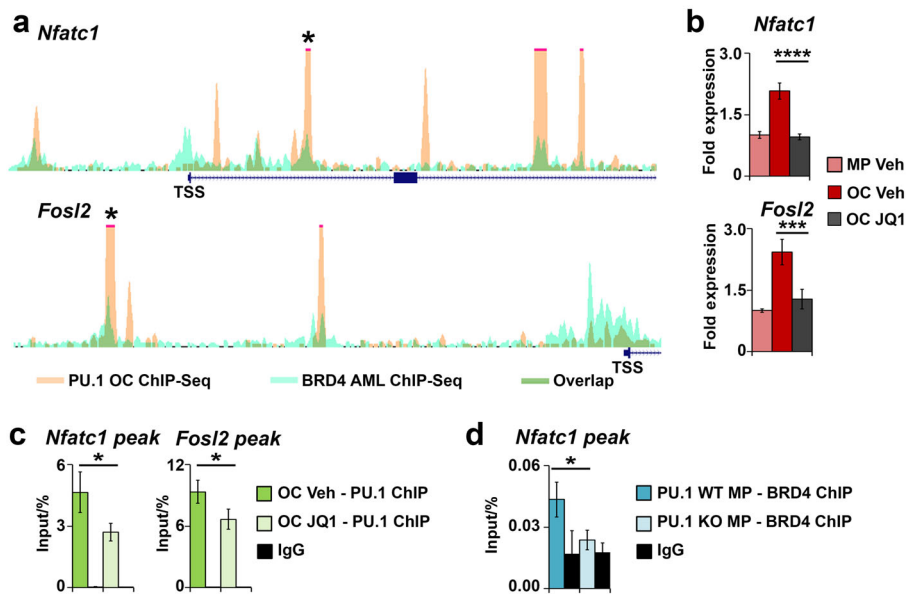 a
Nfatc1
*
TSS
Fosl2
*
TSS
PU.1 OC ChIP-Seq
BRD4 AML ChIP-Seq
Overlap
b
Nfatc1
Fold expression
3.0
1.5
0
****
Fosl2
Fold expression
3.0
1.5
0
***
MP Veh
OC Veh
OC JQ1
c
Nfatc1 peak
Input/%
6
3
0
*
Fosl2 peak
Input/%
12
6
0
*
OC Veh - PU.1 ChIP
OC JQ1 - PU.1 ChIP
IgG
d
Nfatc1 peak
Input/%
0.06
0.03
0.00
*
PU.1 WT MP - BRD4 ChIP
PU.1 KO MP - BRD4 ChIP
IgG